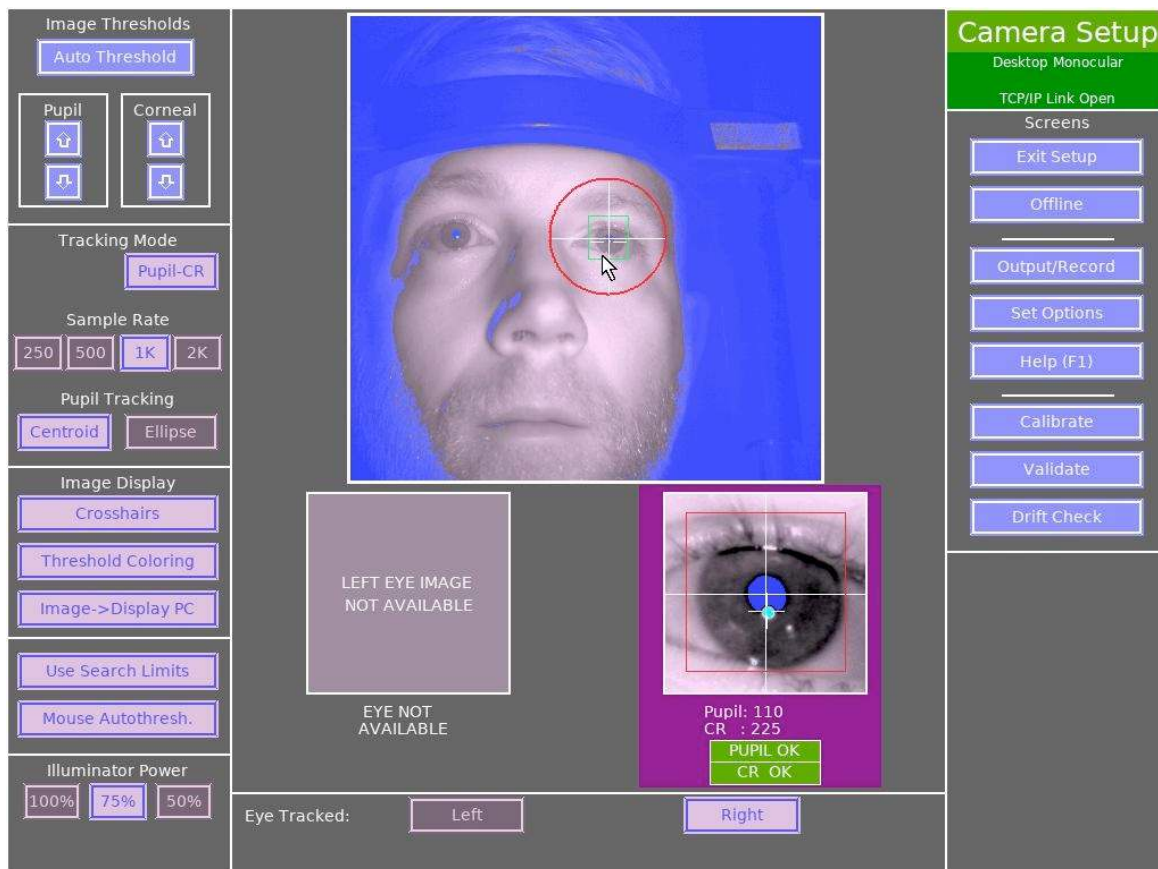 Image Thresholds
Auto Threshold
Pupil
Corneal
Tracking Mode
Pupil-CR
Sample Rate
250 500 1K 2K
Pupil Tracking
Centroid Ellipse
Image Display
Crosshairs
Threshold Coloring
Image->Display PC
Use Search Limits
Mouse Autothresh.
Illuminator Power
100% 75% 50%
LEFT EYE IMAGE
NOT AVAILABLE
EYE NOT
AVAILABLE
Pupil: 110
CR : 225
PUPIL OK
CR OK
Eye Tracked: Left Right
Camera Setup
Desktop Monocular
TCP/IP Link Open
Screens
Exit Setup
Offline
Output/Record
Set Options
Help (F1)
Calibrate
Validate
Drift Check